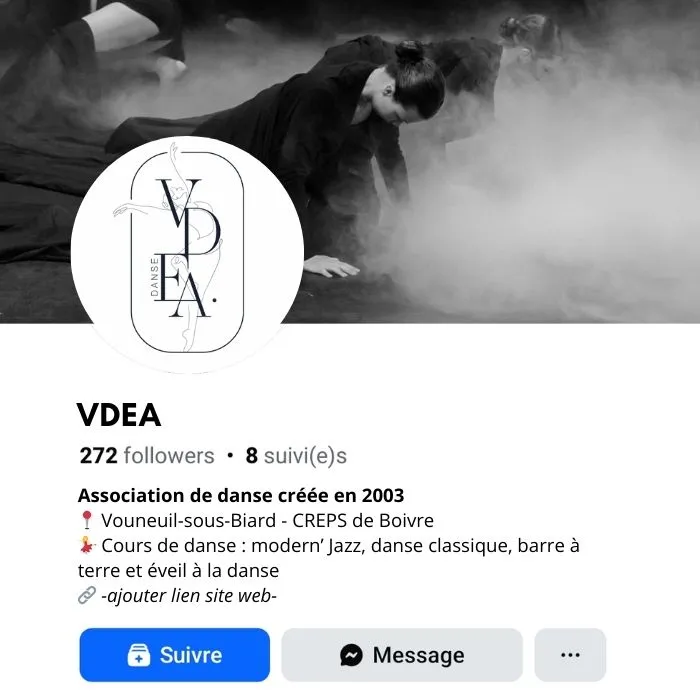 V
D
DANSE
EA.
VDEA
272 followers • 8 suivi(e)s
Association de danse créée en 2003
📍 Vouneuil-sous-Biard - CREPS de Boivre
💃 Cours de danse : modern’ Jazz, danse classique, barre à
terre et éveil à la danse
🔗 -ajouter lien site web-
Suivre
Message
...